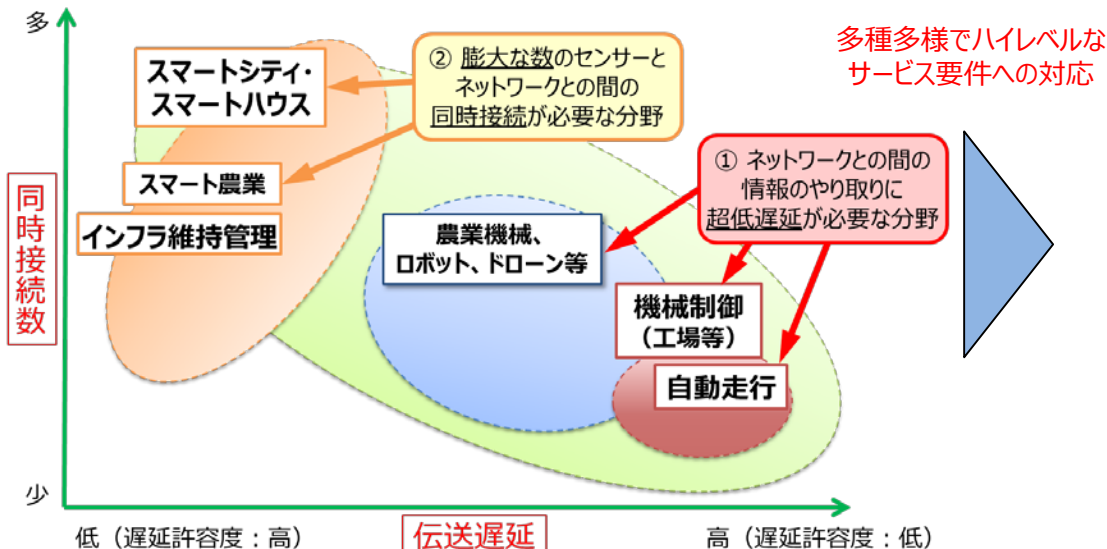 多
スマートシティ・
スマートハウス
② 膨大な数のセンサーと
ネットワークとの間の
同時接続が必要な分野
多種多様でハイレベルな
サービス要件への対応
① ネットワークとの間の
情報のやり取りに
超低遅延が必要な分野
スマート農業
インフラ維持管理
同時接続数
農業機械、
ロボット、ドローン等
機械制御
（工場等）
自動走行
少
低（遅延許容度：高）
伝送遅延
高（遅延許容度：低）